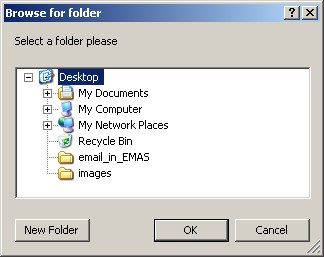 Browse for folder
Select a folder please
Desktop
My Documents
My Computer
My Network Places
Recycle Bin
email_in_EMAS
images
New Folder OK Cancel